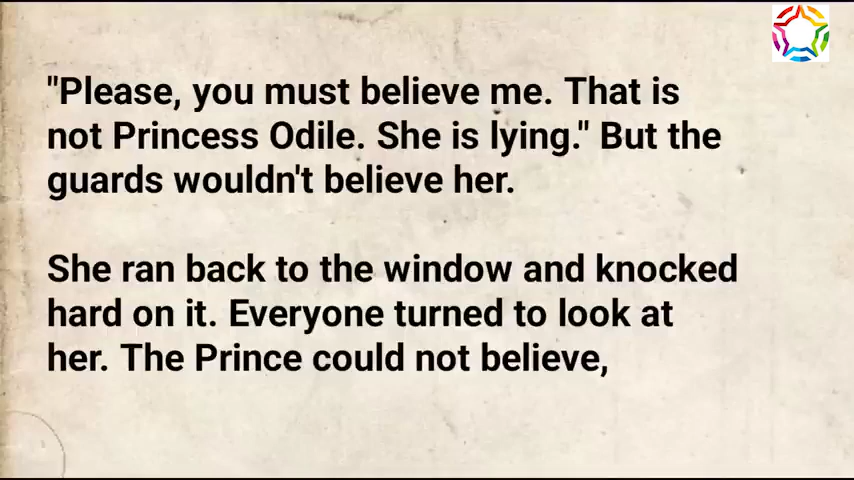 "Please, you must believe me. That is
not Princess Odile. She is lying." But the
guards wouldn't believe her.
She ran back to the window and knocked
hard on it. Everyone turned to look at
her. The Prince could not believe,